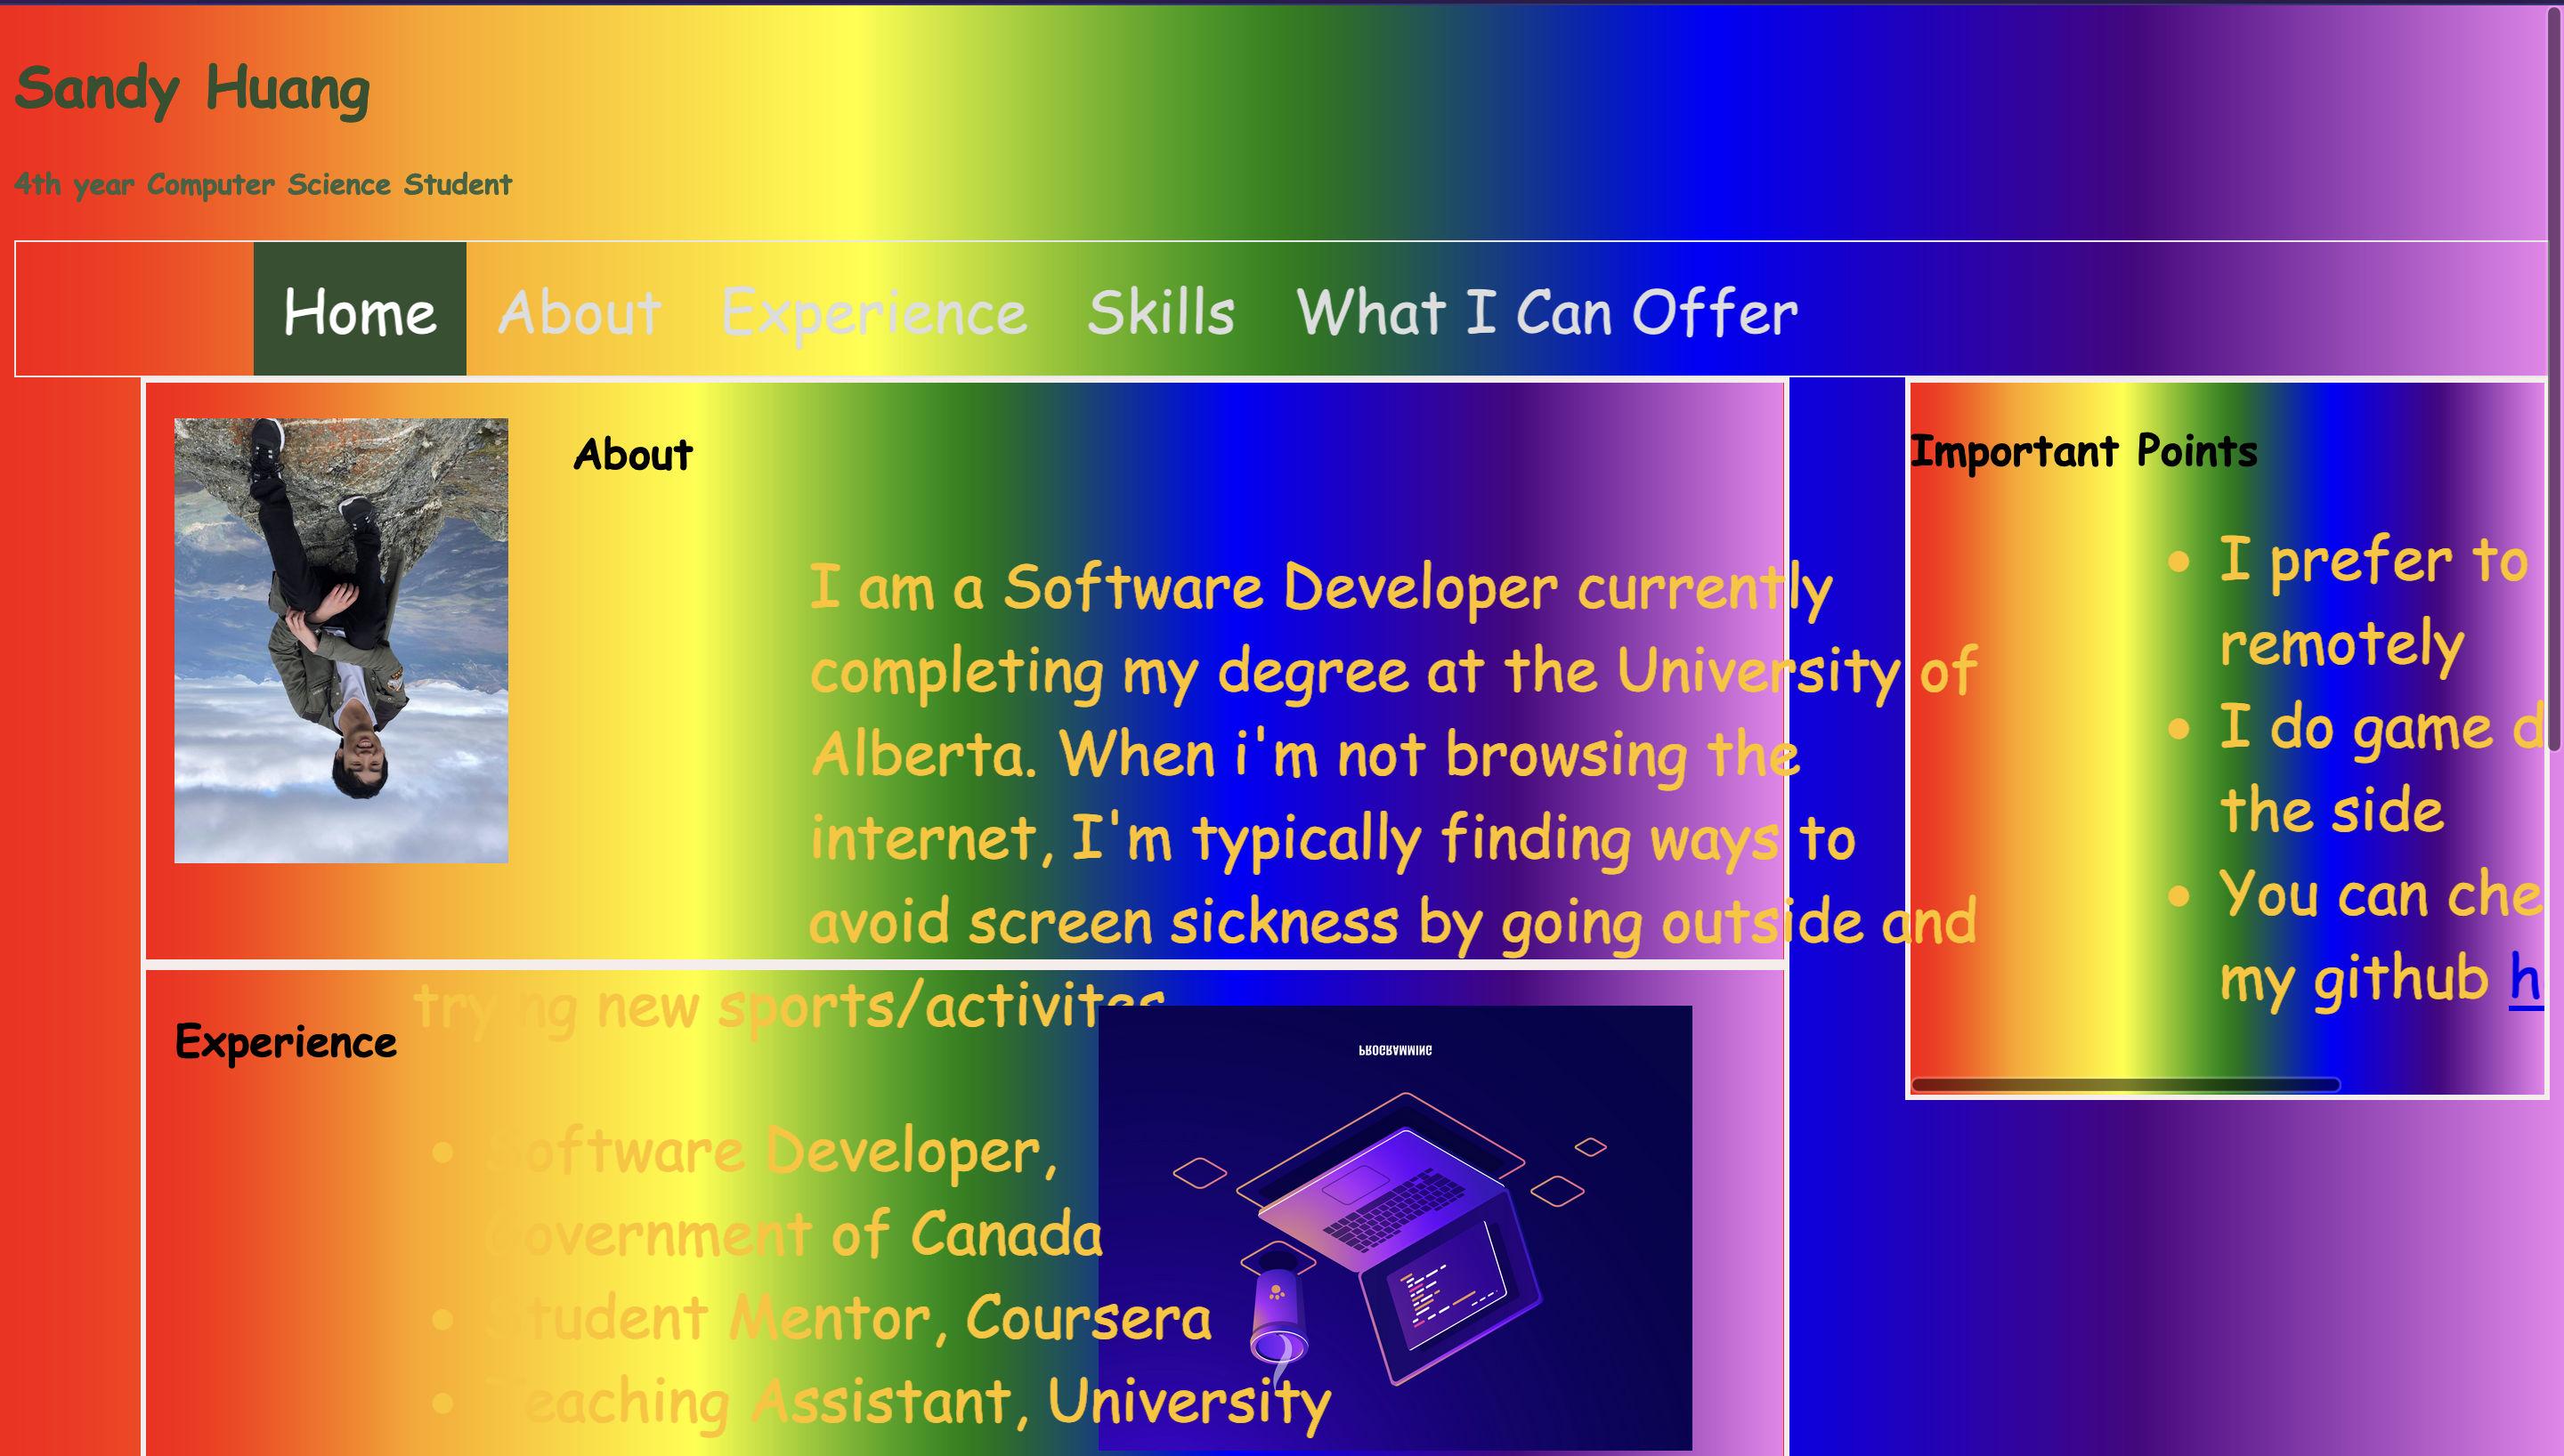 Sandy Huang
4th year Computer Science Student
Home About Experience Skills What I Can Offer
About
I am a Software Developer currently
completing my degree at the University of
Alberta. When i'm not browsing the
internet, I'm typically finding ways to
avoid screen sickness by going outside and
trying new sports/activites
Important Points
• I prefer to
remotely
• I do game d
the side
• You can che
my github h
Experience
• Software Developer,
Government of Canada
• Student Mentor, Coursera
• Teaching Assistant, University
PROGRAMMING